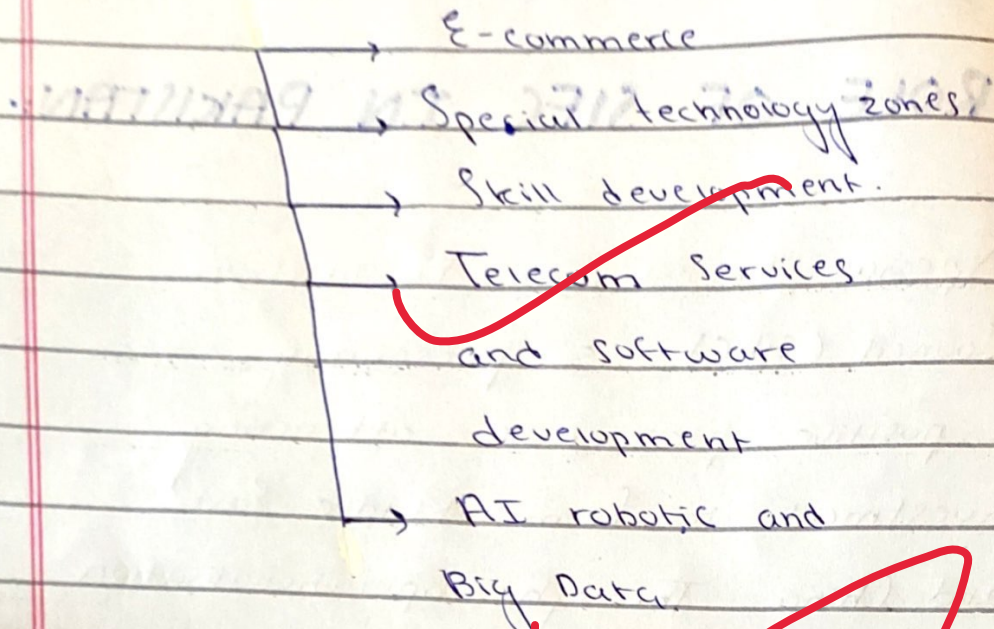 E-commerce
Special technology zones
Skill development.
Telecom Services
and software
development
AI robotic and
Big Data.